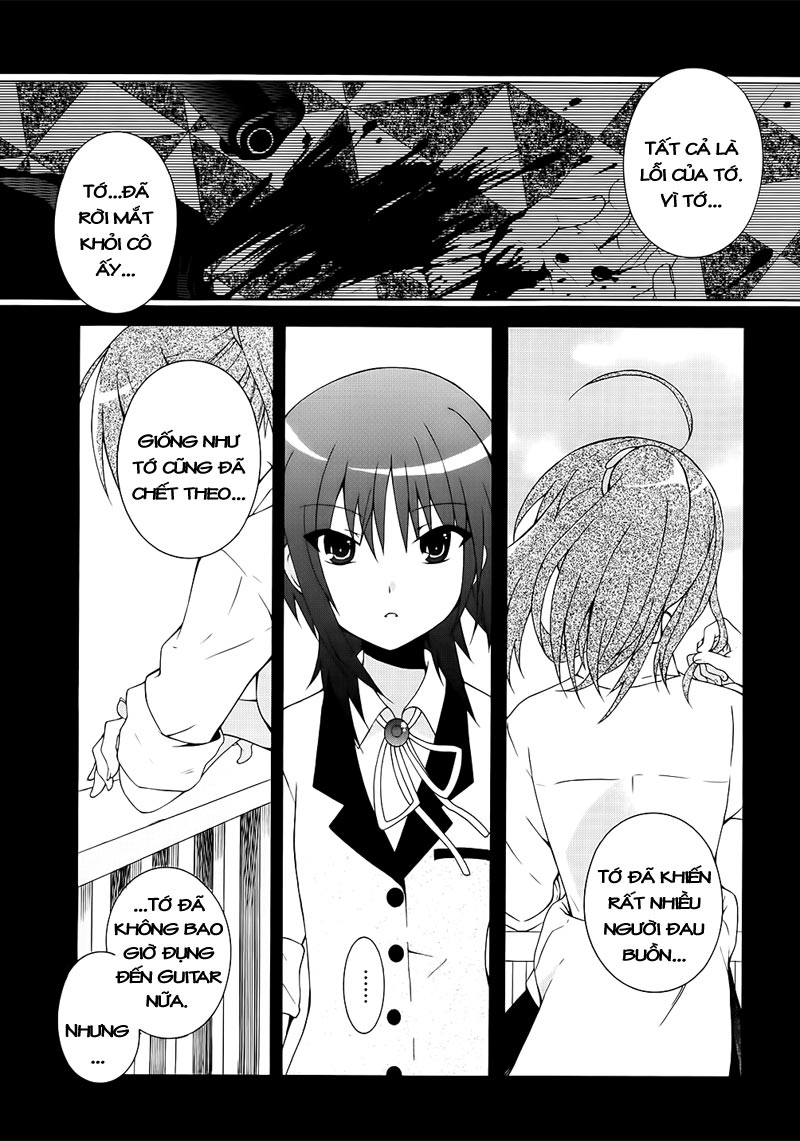 TẤT CẢ LÀ
LỖI CỦA TỚ.
VÌ TỚ...
TỚ...ĐÃ
RỜI MẮT
KHỎI CÔ
ẤY...
TỚ ĐÃ KHIẾN
RẤT NHIỀU
NGƯỜI ĐAU
BUỒN...
......
GIỐNG NHƯ
TỚ CŨNG ĐÃ
CHẾT THEO...
...TỚ ĐÃ
KHÔNG BAO
GIỜ ĐỤNG
ĐẾN GUITAR
NỮA.
NHƯNG
...